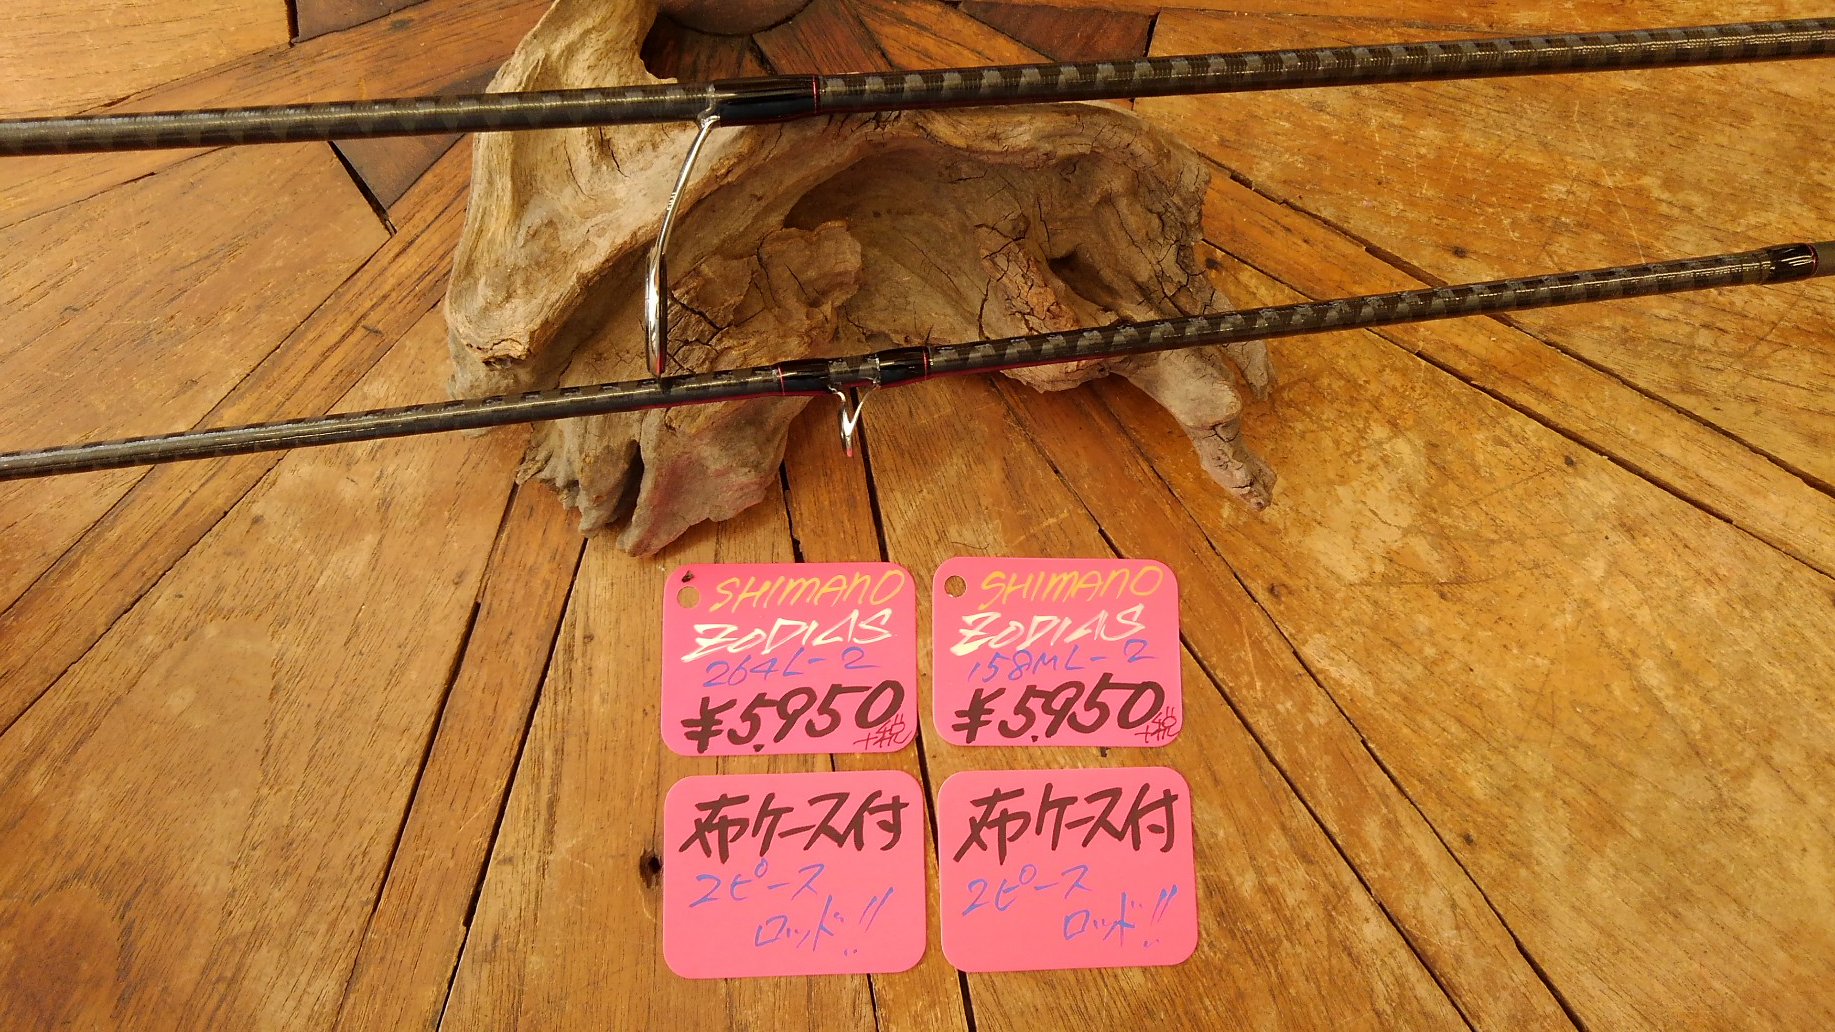 SHIMANO
ZODIAS
264L-2
¥5,950
+税
SHIMANO
ZODIAS
158ML-2
¥5,950
+税
布ケース付
2ピース
ロッド!!
布ケース付
2ピース
ロッド!!